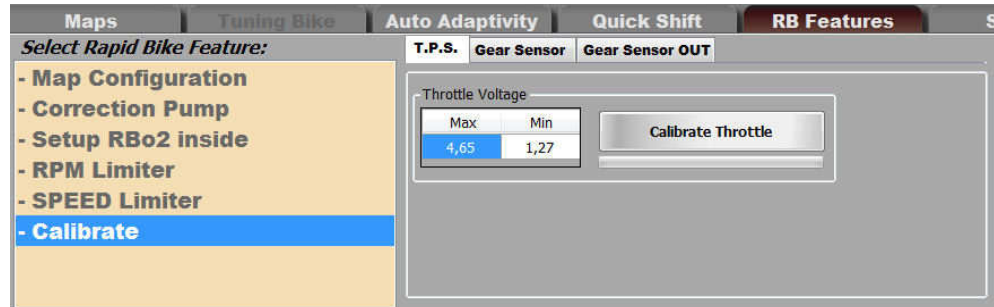 Maps Tuning Bike Auto Adaptivity Quick Shift RB Features
Select Rapid Bike Feature:
T.P.S. Gear Sensor Gear Sensor OUT
- Map Configuration
- Correction Pump
- Setup RBo2 inside
- RPM Limiter
- SPEED Limiter
- Calibrate
Throttle Voltage
Max Min
4,65 1,27
Calibrate Throttle